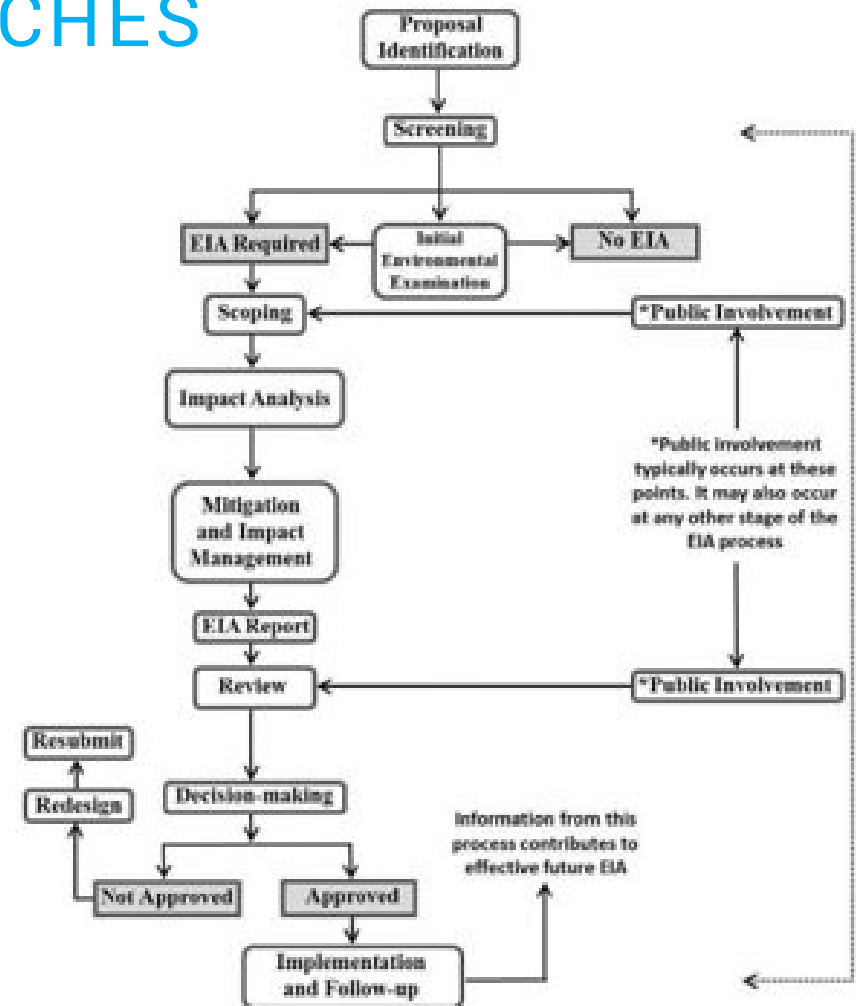 CHES
Proposal
Identification
Screening
EIA Required
Initial
Environmental
Examination
No EIA
Scoping
*Public Involvement
Impact Analysis
*Public involvement
typically occurs at these
points. It may also occur
at any other stage of the
EIA process
Mitigation
and Impact
Management
EIA Report
Review
*Public Involvement
Resubmit
Redesign
Decision-making
Information from this
process contributes to
effective future EIA
Not Approved
Approved
Implementation
and Follow-up